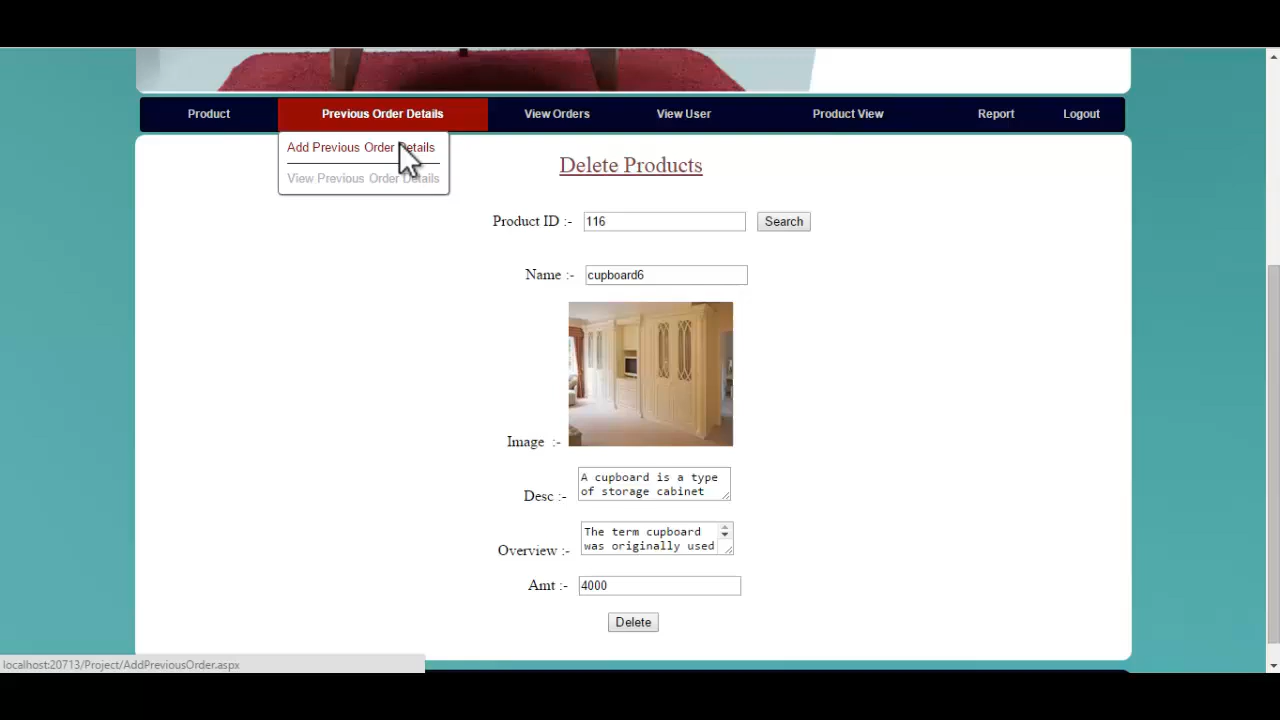 Product
Previous Order Details
View Orders
View User
Product View
Report
Logout
Add Previous Order Details
View Previous Order Details
Delete Products
Product ID :-
116
Search
Name :-
cupboard6
Image :-
Desc :-
A cupboard is a type
of storage cabinet
Overview :-
The term cupboard
was originally used
Amt :-
4000
Delete
localhost:20713/Project/AddPreviousOrder.aspx